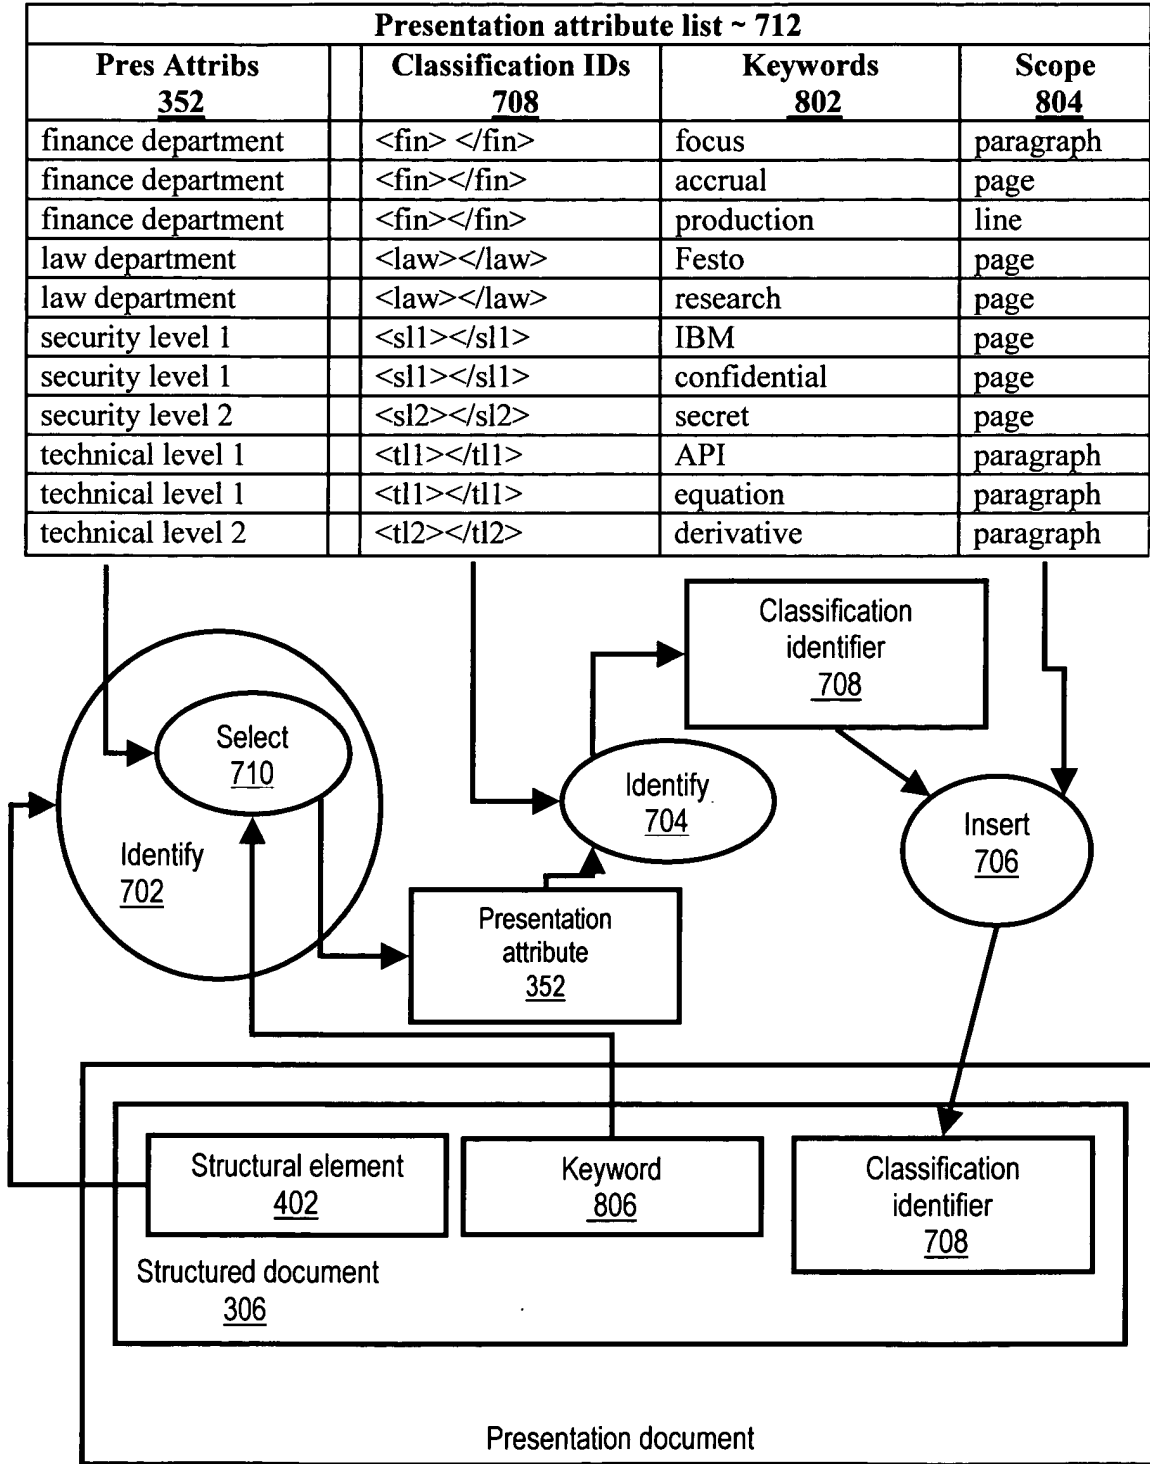 Presentation attribute list ~ 712
Pres Attribs Classification IDs Keywords Scope
352 708 802 804
finance department <fin> </fin> focus paragraph
finance department <fin></fin> accrual page
finance department <fin></fin> production line
law department <law></law> Festo page
law department <law></law> research page
security level 1 <sl1></sl1> IBM page
security level 1 <sl1></sl1> confidential page
security level 2 <sl2></sl2> secret page
technical level 1 <tl1></tl1> API paragraph
technical level 1 <tl1></tl1> equation paragraph
technical level 2 <tl2></tl2> derivative paragraph
Classification
identifier
708
Select
710
Identify
704
Insert
706
Identify
702
Presentation
attribute
352
Structural element
402
Keyword
806
Classification
identifier
708
Structured document
306
Presentation document